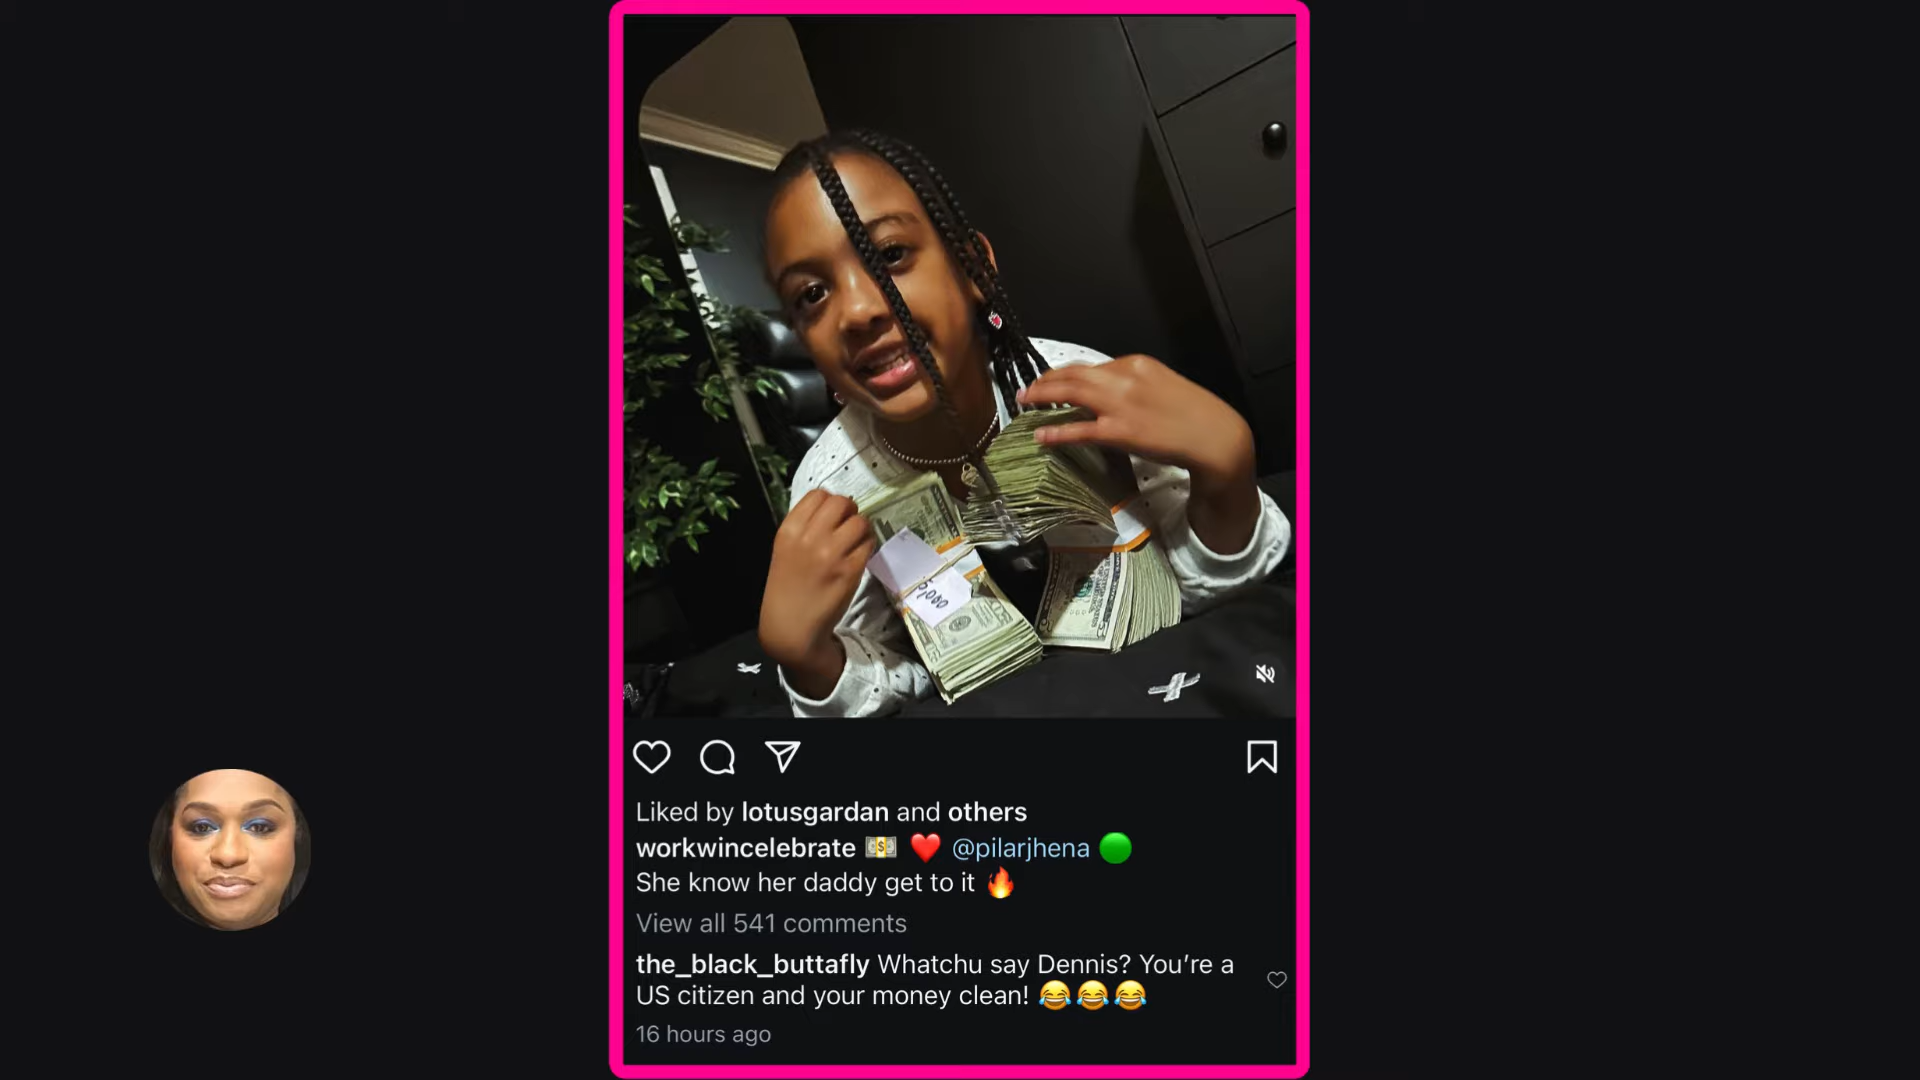 Liked by lotusgardan and others
workwincelebrate 💵 ❤️ @pilarjhena 🟢
She know her daddy get to it 🔥
View all 541 comments
the_black_buttafly Whatchu say Dennis? You’re a
US citizen and your money clean! 😂😂😂
16 hours ago